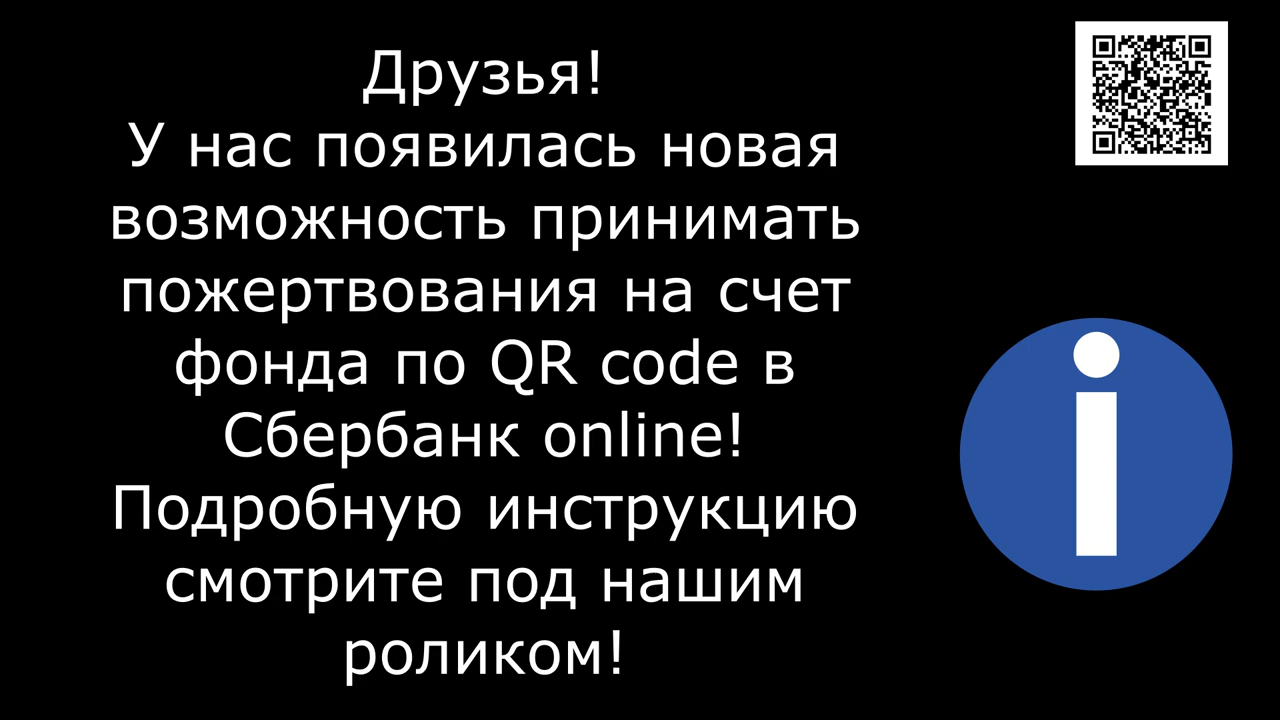 Друзья!
У нас появилась новая
возможность принимать
пожертвования на счет
фонда по QR code в
Сбербанк online!
Подробную инструкцию
смотрите под нашим
роликом!